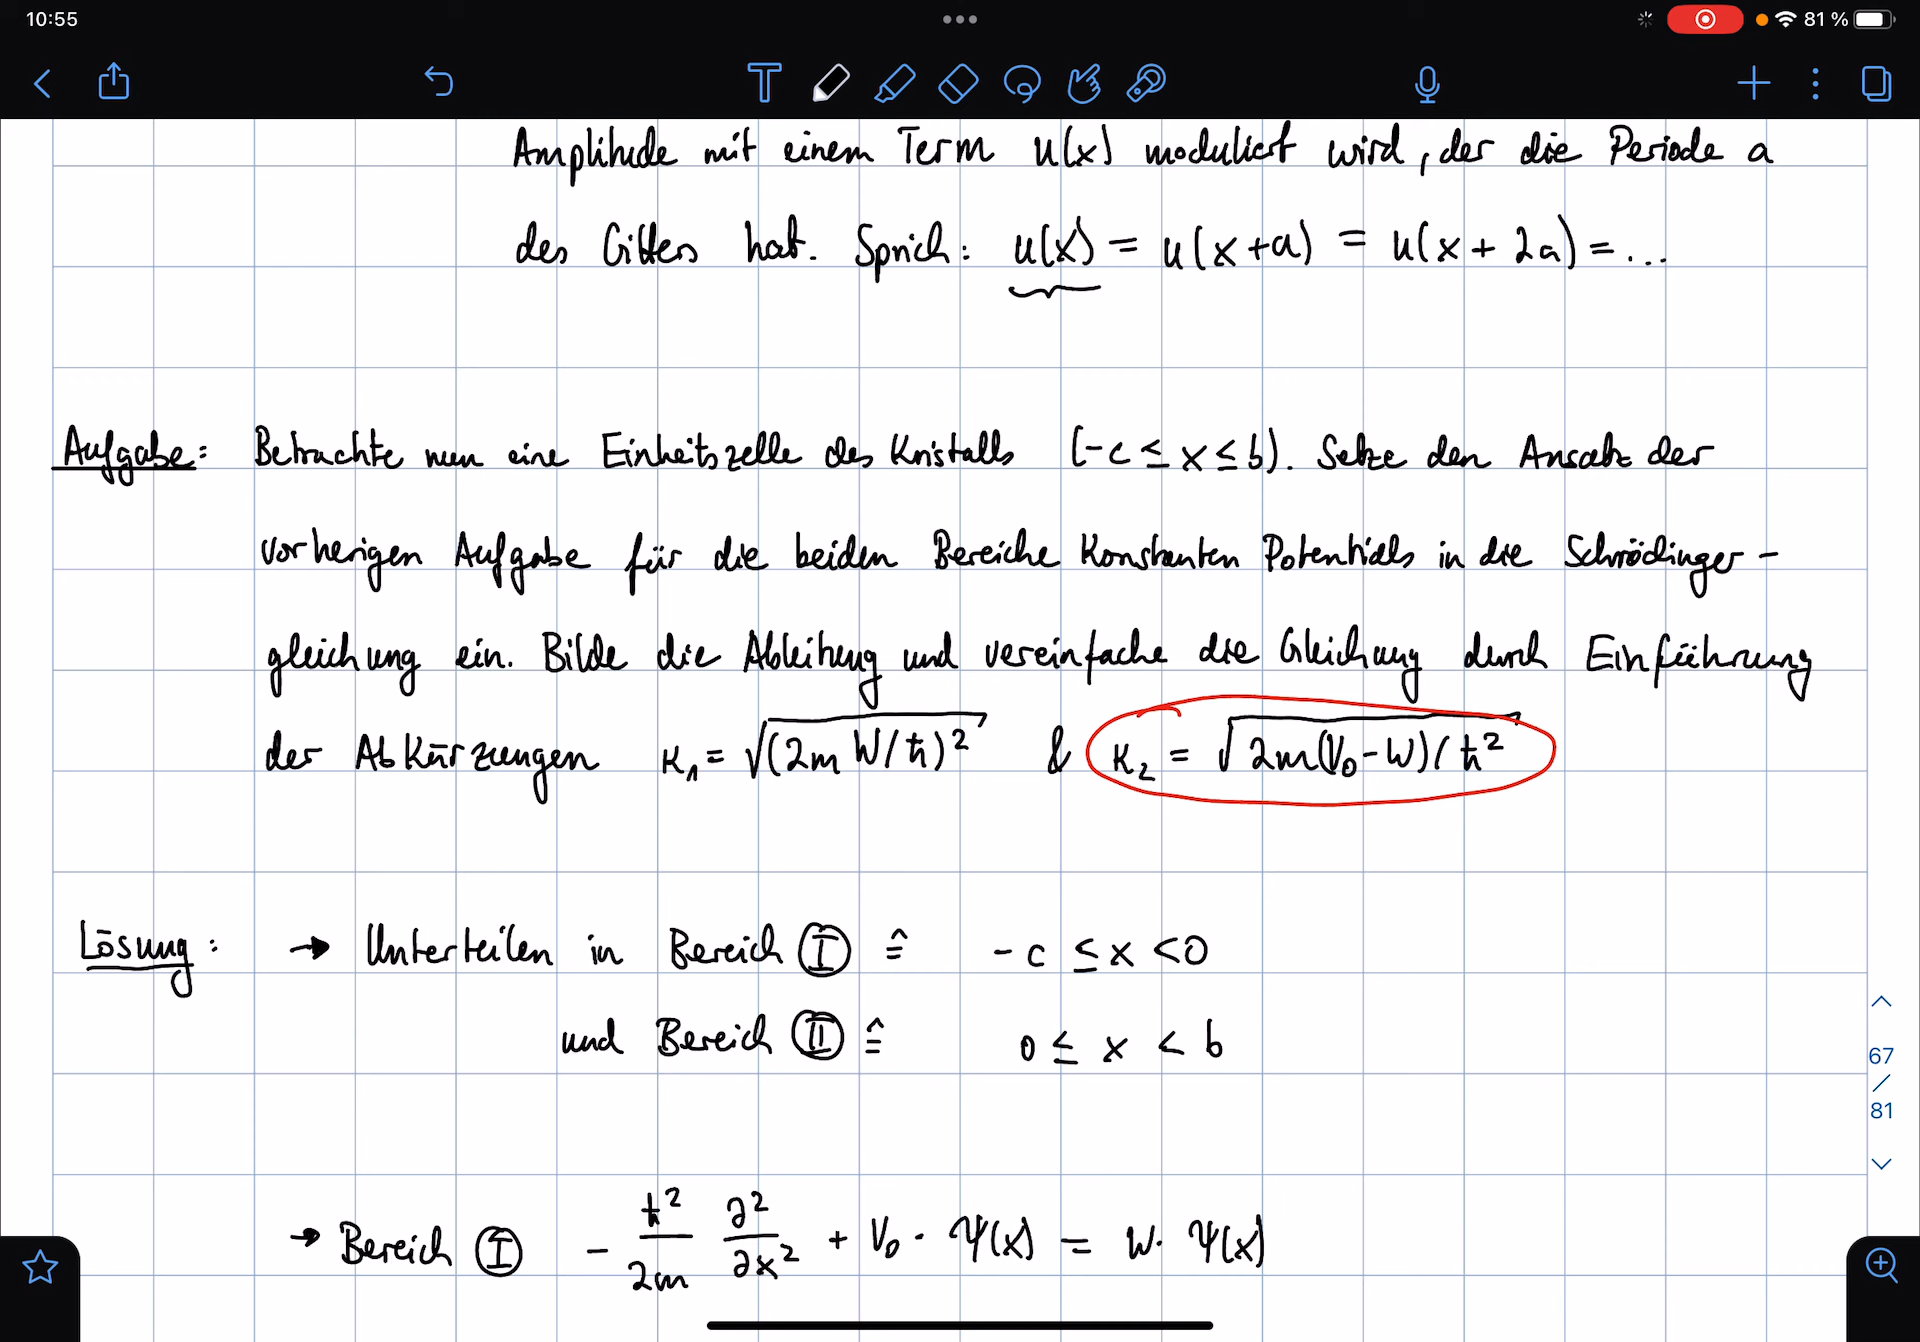 10:55
81 %
Amplitude mit einem Term u(x) moduliert wird, der die Periode a
des Gitters hat. Sprich: u(x) = u(x+a) = u(x+2a) = ...
Aufgabe: Betrachte nun eine Einheitszelle des Kristalls (-c ≤ x ≤ b). Setze den Ansatz der
vorherigen Aufgabe für die beiden Bereiche Konstanten Potentials in die Schrödinger-
gleichung ein. Bilde die Ableitung und vereinfache die Gleichung durch Einführung
der Abkürzungen κ₁ = √(2m W/ħ)² & κ₂ = √2m(V₀-W)/ħ²
Lösung: → Unterteilen in Bereich Ⓘ ≙ -c ≤ x < 0
und Bereich Ⅱ ≙ 0 ≤ x < b
67
/
81
→ Bereich Ⓘ - ħ²/2m ∂²/∂x² + V₀ · Ψ(x) = W · Ψ(x)